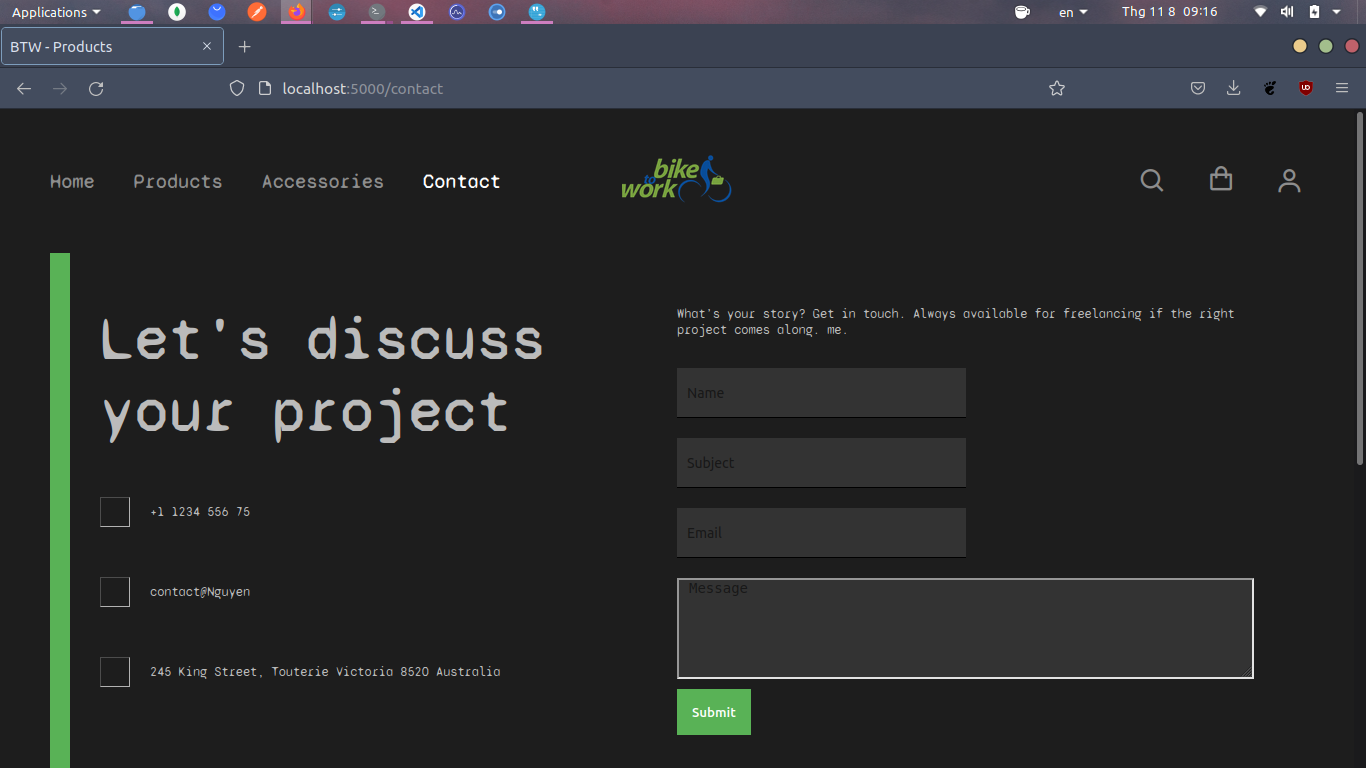 Applications en Thg 11 8 09:16
BTW - Products
localhost:5000/contact
Home Products Accessories Contact
bike
to
work
Let's discuss
your project
+1 1234 556 75
contact@Nguyen
245 King Street, Touterie Victoria 8520 Australia
What's your story? Get in touch. Always available for freelancing if the right
project comes along. me.
Name
Subject
Email
Message
Submit